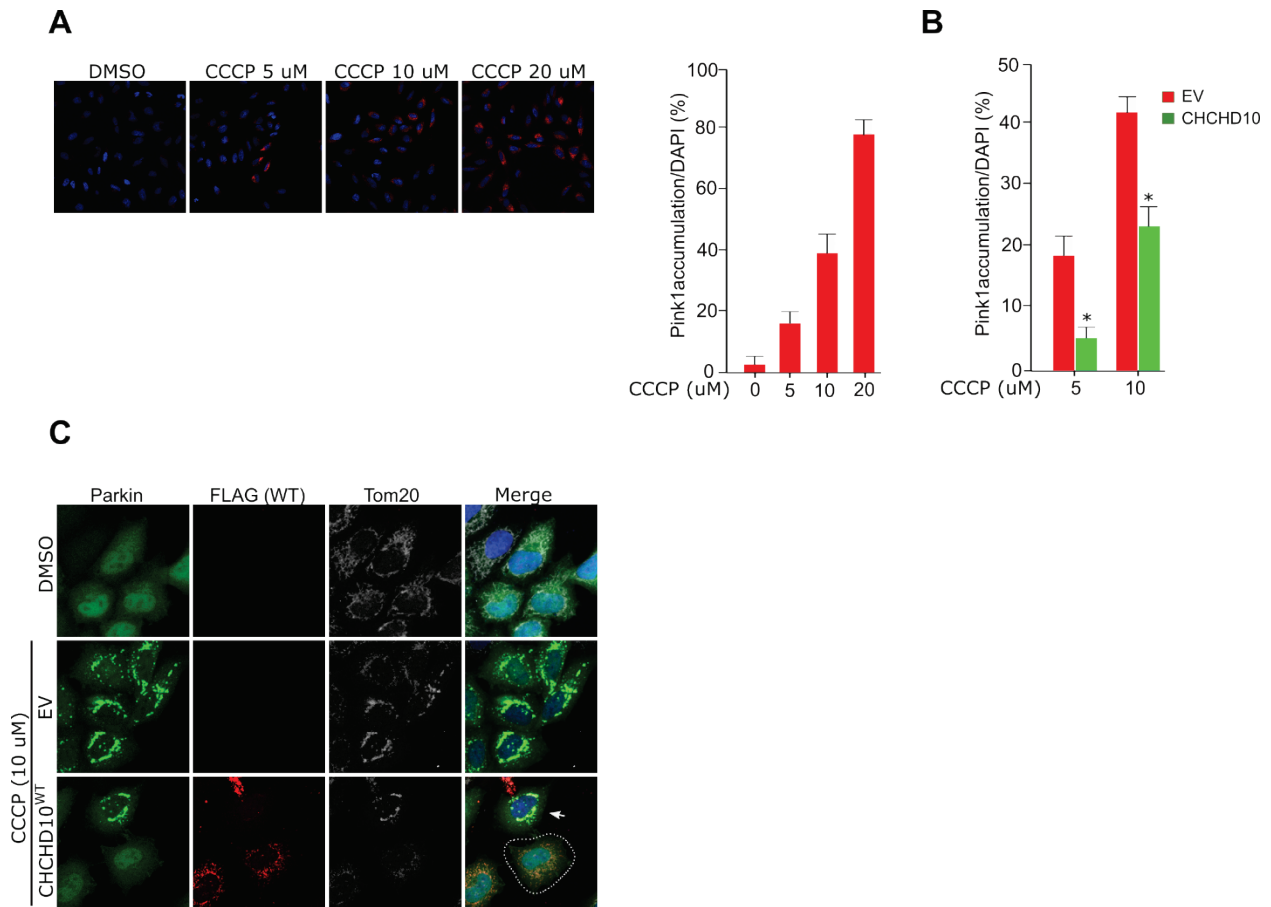 A
DMSO CCCP 5 uM CCCP 10 uM CCCP 20 uM
Pink1accumulation/DAPI (%)
100
80
60
40
20
0
CCCP (uM) 0 5 10 20
B
Pink1accumulation/DAPI (%)
50
40
30
20
10
0
EV
CHCHD10
*
*
CCCP (uM) 5 10
C
Parkin FLAG (WT) Tom20 Merge
DMSO
CCCP (10 uM)
EV
CHCHD10WT